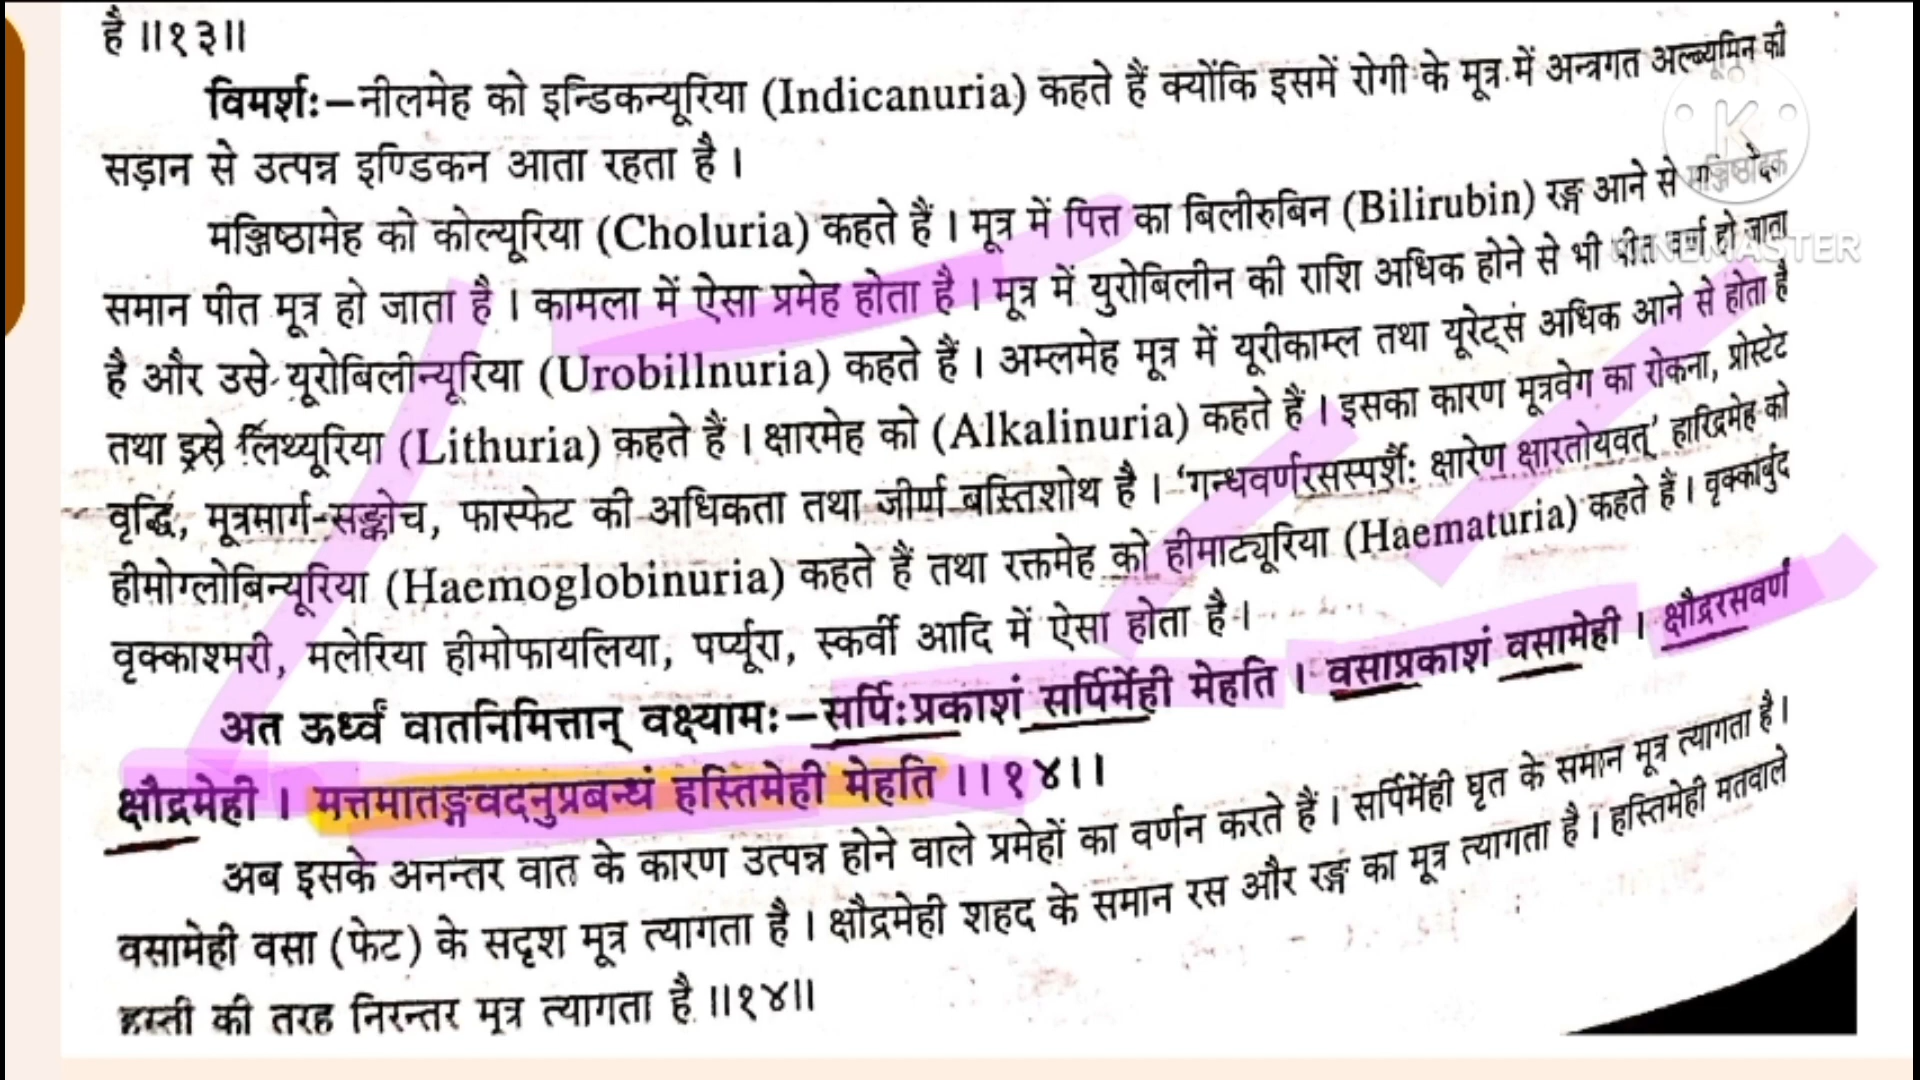 है ॥१३॥
विमर्शः–नीलमेह को इन्डिकन्यूरिया (Indicanuria) कहते हैं क्योंकि इसमें रोगी के मूत्र में अन्त्रगत अल्ब्यूमिन की
सड़ान से उत्पन्न इण्डिकन आता रहता है ।
मञ्जिष्ठामेह को कोल्यूरिया (Choluria) कहते हैं । मूत्र में पित्त का बिलीरुबिन (Bilirubin) रङ्ग आने से
समान पीत मूत्र हो जाता है । कामला में ऐसा प्रमेह होता है । मूत्र में युरोबिलीन की राशि अधिक होने से भी पीत वर्ण हो जाता
है और उसे यूरोबिलीन्यूरिया (Urobillnuria) कहते हैं । अम्लमेह मूत्र में यूरीकाम्ल तथा यूरेट्स अधिक आने से होता है
तथा इसे लिथ्यूरिया (Lithuria) कहते हैं । क्षारमेह को (Alkalinuria) कहते हैं । इसका कारण मूत्रवेग का रोकना, प्रोस्टेट
वृद्धि, मूत्रमार्ग-सङ्कोच, फास्फेट की अधिकता तथा जीर्ण बस्तिशोथ है । ‘गन्धवर्णरसस्पर्शैः क्षारेण क्षारतोयवत्’ हारिद्रमेह को
हीमोग्लोबिन्यूरिया (Haemoglobinuria) कहते हैं तथा रक्तमेह को हीमाट्यूरिया (Haematuria) कहते हैं । वृक्कार्बुद
वृक्काश्मरी, मलेरिया हीमोफायलिया, पर्प्यूरा, स्कर्वी आदि में ऐसा होता है ।
अत ऊर्ध्वं वातनिमित्तान् वक्ष्यामः–सर्पिःप्रकाशं सर्पिर्मेही मेहति । वसाप्रकाशं वसामेही । क्षौद्ररसवर्णं
क्षौद्रमेही । मत्तमातङ्गवदनुप्रबन्धं हस्तिमेही मेहति ।।१४।।
अब इसके अनन्तर वात के कारण उत्पन्न होने वाले प्रमेहों का वर्णन करते हैं । सर्पिर्मेही घृत के समान मूत्र त्यागता है ।
वसामेही वसा (फेट) के सदृश मूत्र त्यागता है । क्षौद्रमेही शहद के समान रस और रङ्ग का मूत्र त्यागता है । हस्तिमेही मतवाले
हस्ती की तरह निरन्तर मूत्र त्यागता है ॥१४॥
K
KINEMASTER